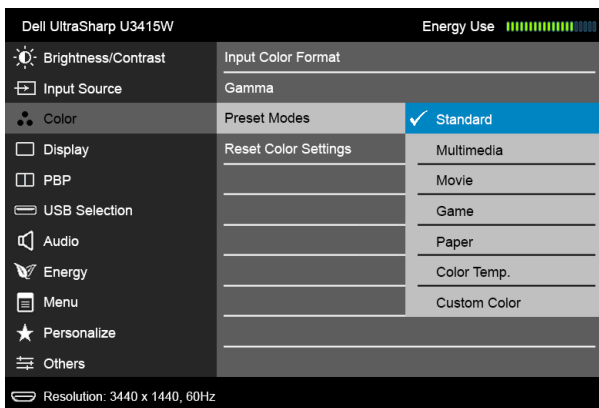 Dell UltraSharp U3415W
Energy Use
Brightness/Contrast
Input Source
Color
Display
PBP
USB Selection
Audio
Energy
Menu
Personalize
Others
Input Color Format
Gamma
Preset Modes
Reset Color Settings
Standard
Multimedia
Movie
Game
Paper
Color Temp.
Custom Color
Resolution: 3440 x 1440, 60Hz